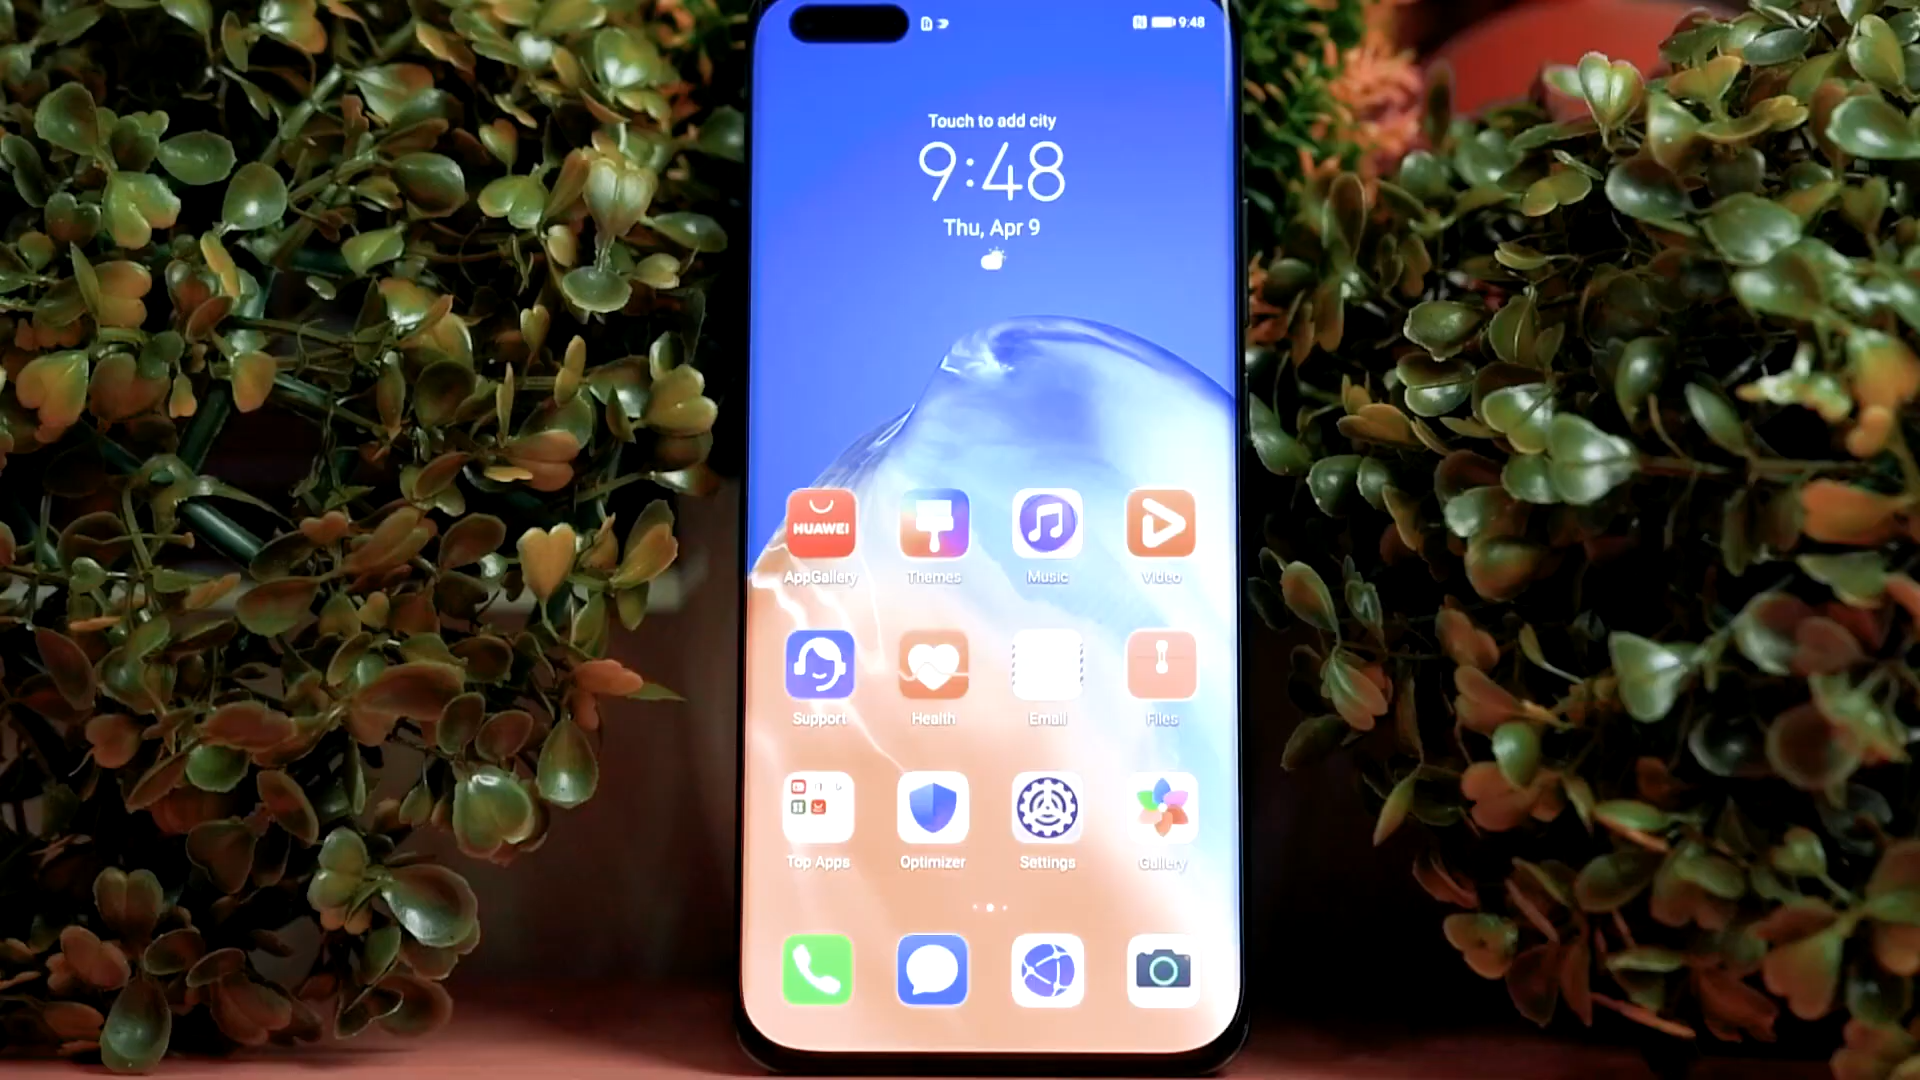 9:48
Touch to add city
9:48
Thu, Apr 9
HUAWEI
AppGallery
Themes
Music
Video
Support
Health
Email
Files
Top Apps
Optimizer
Settings
Gallery